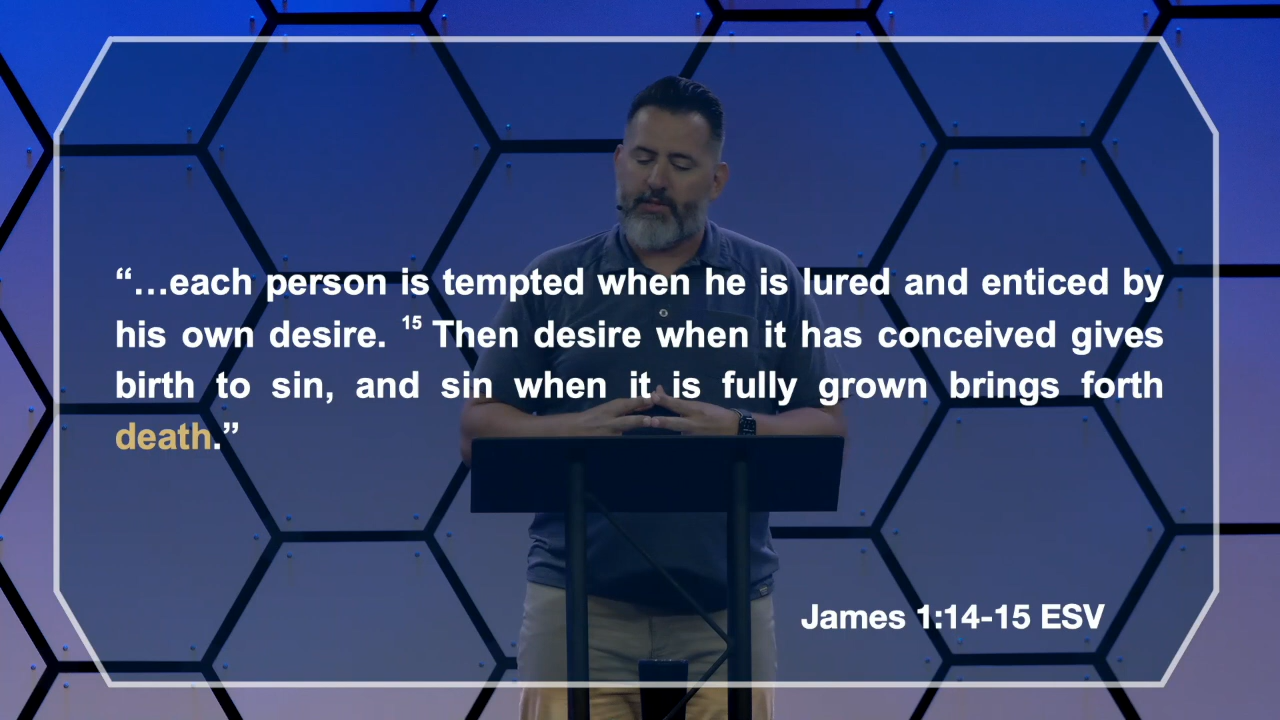 “…each person is tempted when he is lured and enticed by
his own desire. 15 Then desire when it has conceived gives
birth to sin, and sin when it is fully grown brings forth
death.”
James 1:14-15 ESV